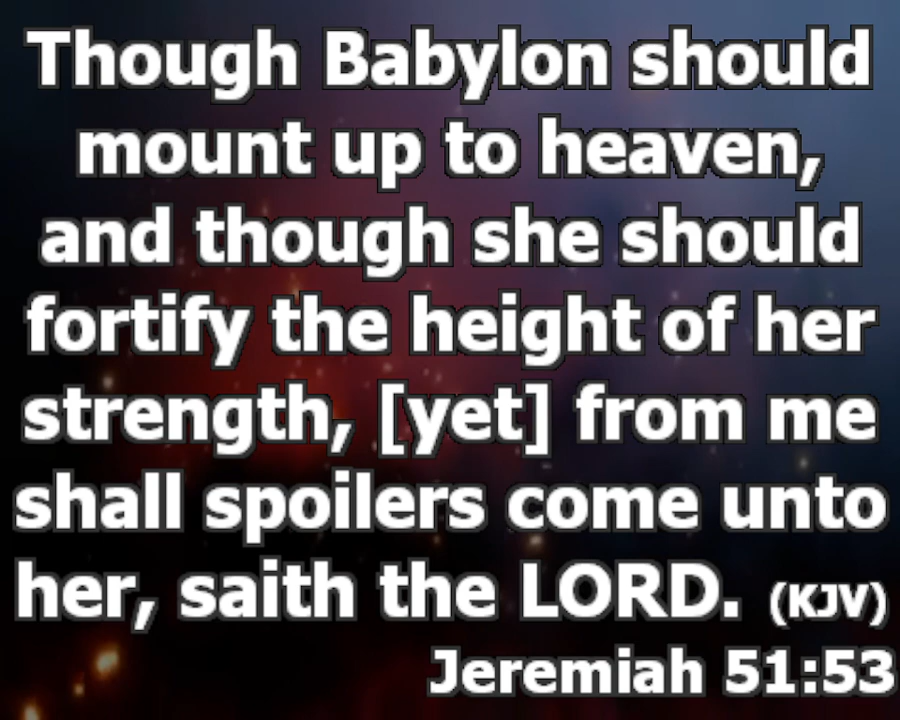 Though Babylon should
mount up to heaven,
and though she should
fortify the height of her
strength, [yet] from me
shall spoilers come unto
her, saith the LORD. (KJV)
Jeremiah 51:53